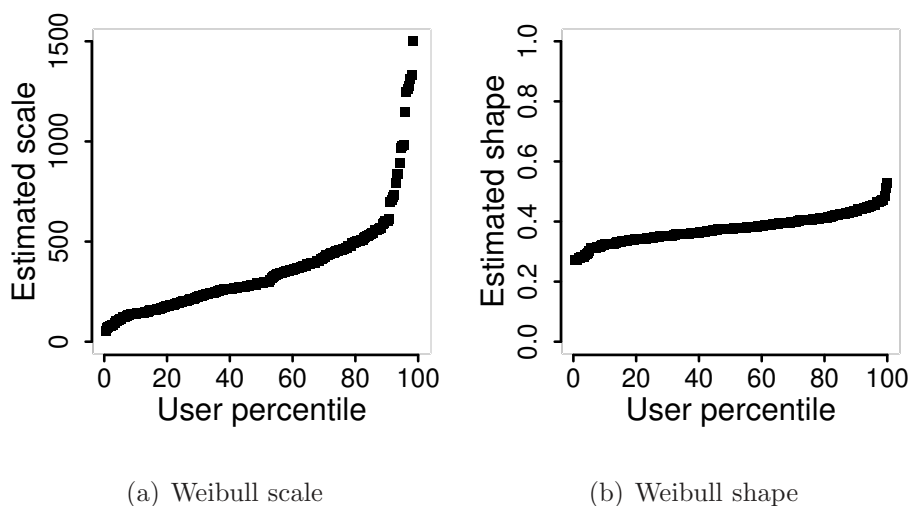 Estimated scale
0 500 1000 1500
0 20 40 60 80 100
User percentile
(a) Weibull scale
Estimated shape
0.0 0.2 0.4 0.6 0.8 1.0
0 20 40 60 80 100
User percentile
(b) Weibull shape